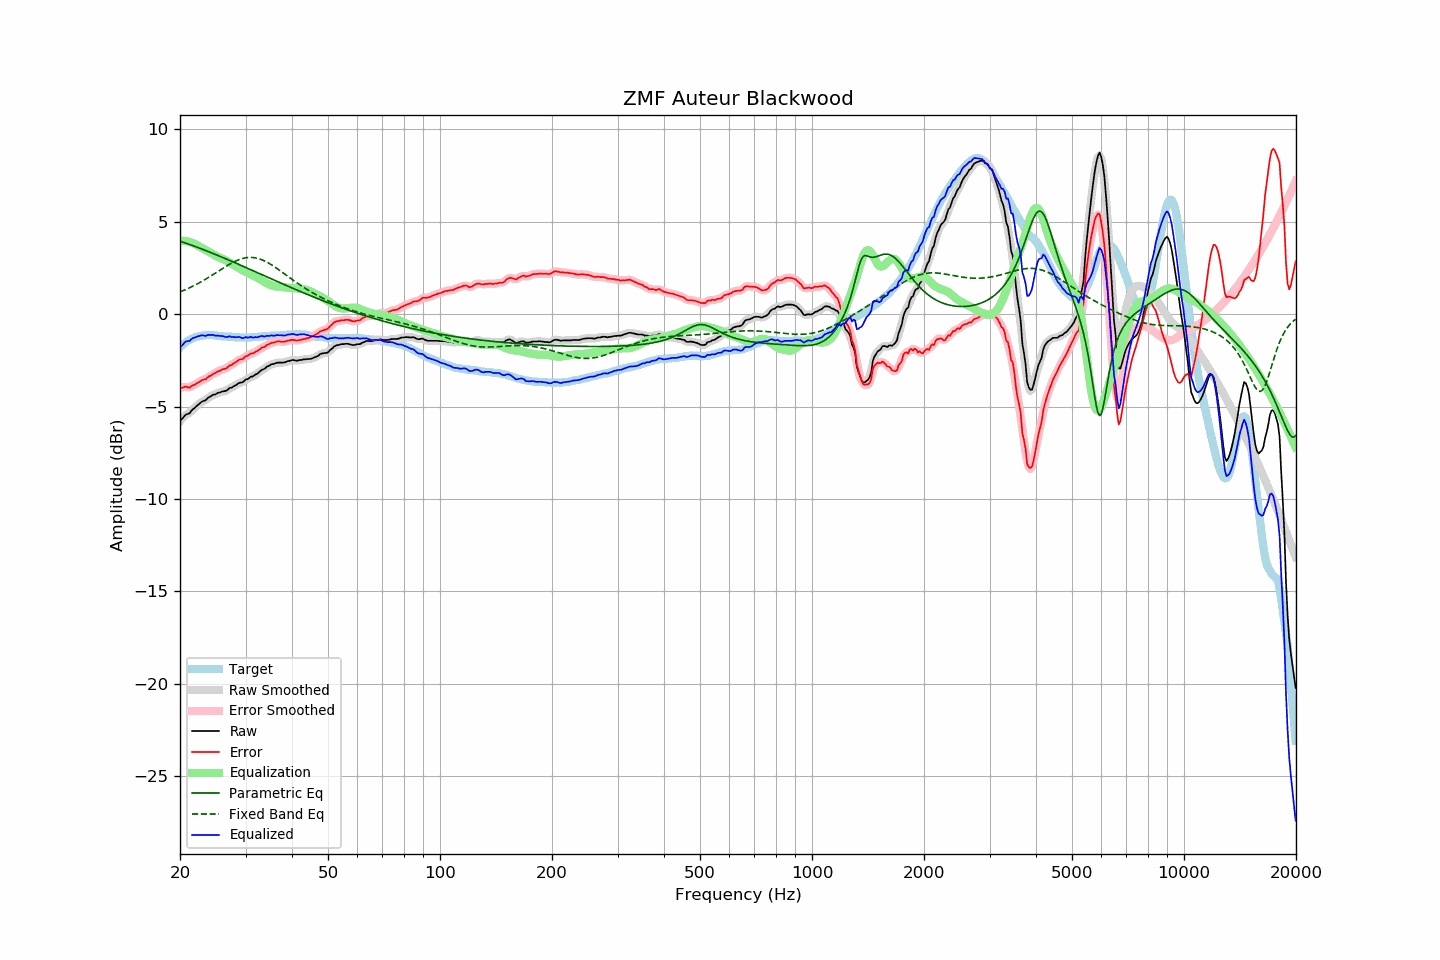 ZMF Auteur Blackwood
10
5
0
−5
−10
−15
−20
−25
Amplitude (dBr)
Target
Raw Smoothed
Error Smoothed
Raw
Error
Equalization
Parametric Eq
Fixed Band Eq
Equalized
20 50 100 200 500 1000 2000 5000 10000 20000
Frequency (Hz)